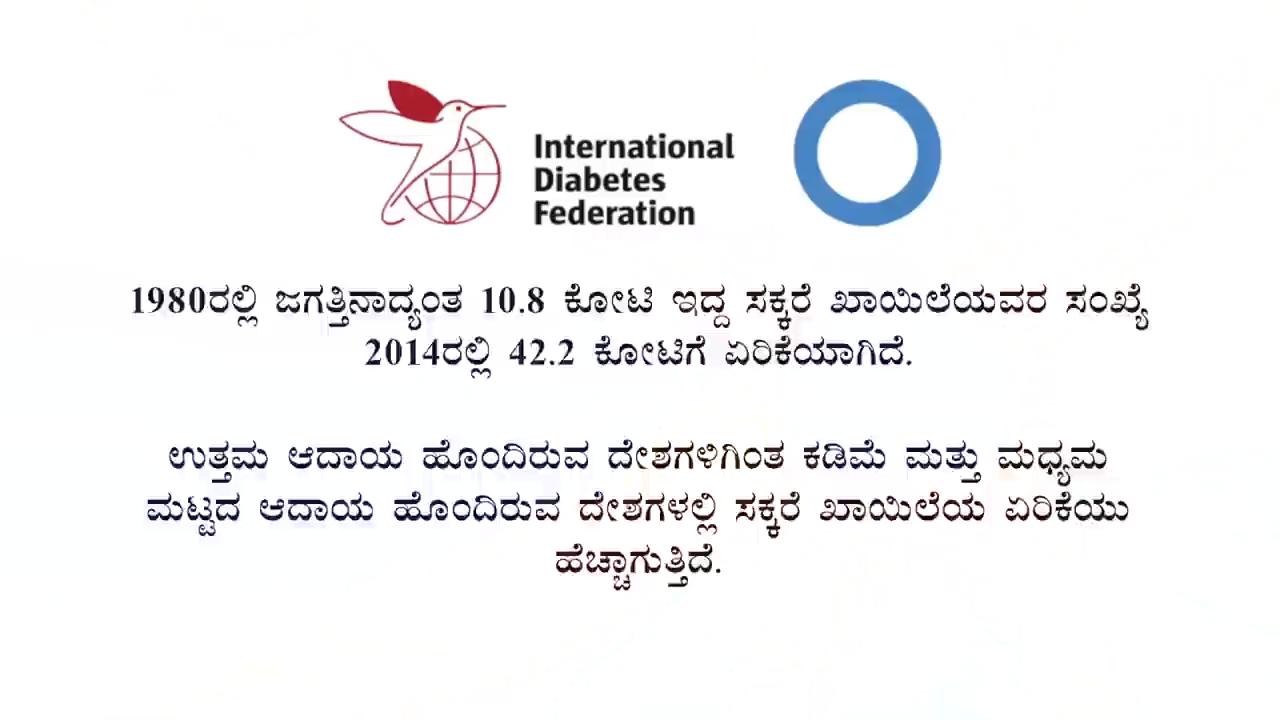 International
Diabetes
Federation
1980ರಲ್ಲಿ ಜಗತ್ತಿನಾದ್ಯಂತ 10.8 ಕೋಟಿ ಇದ್ದ ಸಕ್ಕರೆ ಖಾಯಿಲೆಯವರ ಸಂಖ್ಯೆ
2014ರಲ್ಲಿ 42.2 ಕೋಟಿಗೆ ಏರಿಕೆಯಾಗಿದೆ.
ಉತ್ತಮ ಆದಾಯ ಹೊಂದಿರುವ ದೇಶಗಳಿಗಿಂತ ಕಡಿಮೆ ಮತ್ತು ಮಧ್ಯಮ
ಮಟ್ಟದ ಆದಾಯ ಹೊಂದಿರುವ ದೇಶಗಳಲ್ಲಿ ಸಕ್ಕರೆ ಖಾಯಿಲೆಯ ಏರಿಕೆಯು
ಹೆಚ್ಚಾಗುತ್ತಿದೆ.